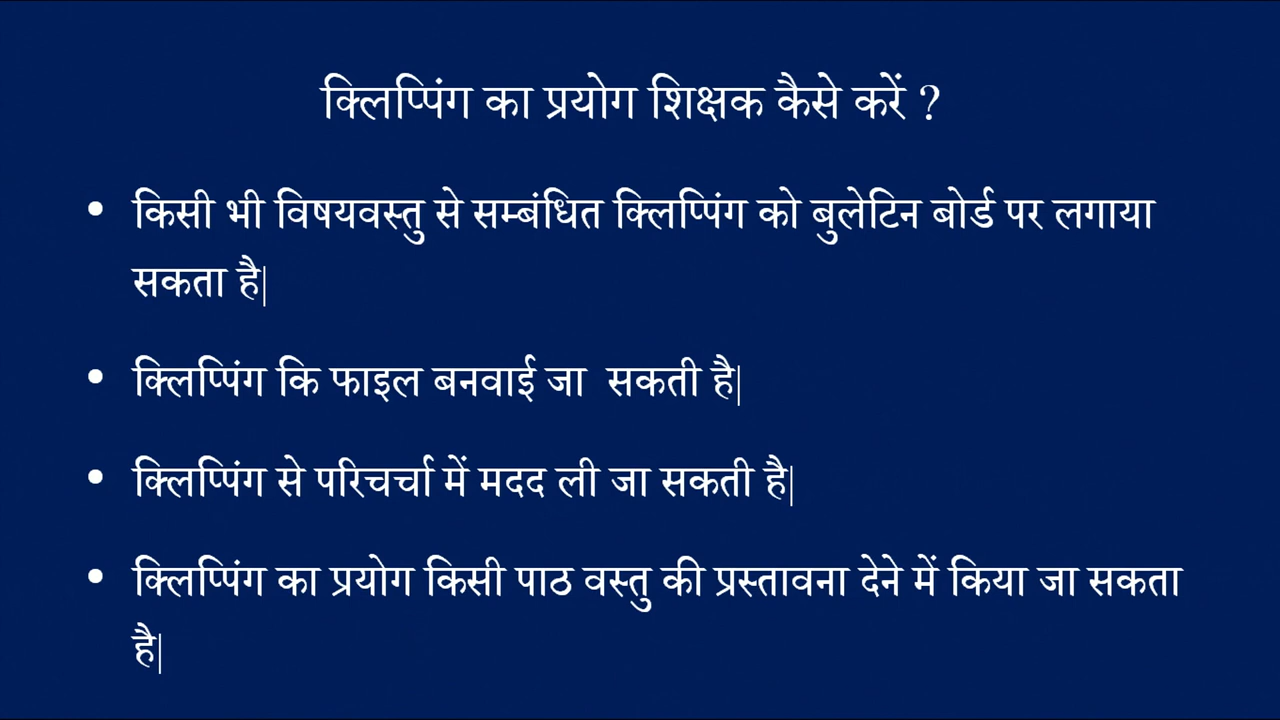 क्लिप्पिंग का प्रयोग शिक्षक कैसे करें ?
• किसी भी विषयवस्तु से सम्बंधित क्लिप्पिंग को बुलेटिन बोर्ड पर लगाया
सकता है|
• क्लिप्पिंग कि फाइल बनवाई जा सकती है|
• क्लिप्पिंग से परिचर्चा में मदद ली जा सकती है|
• क्लिप्पिंग का प्रयोग किसी पाठ वस्तु की प्रस्तावना देने में किया जा सकता
है|